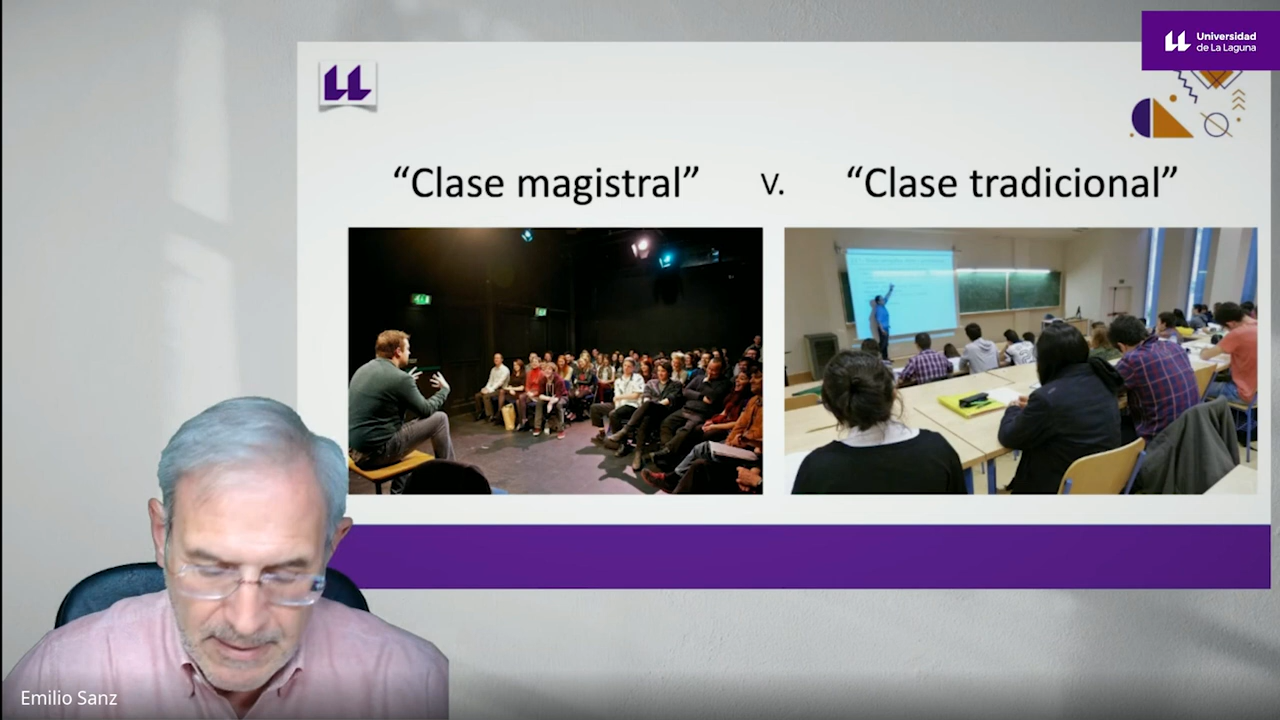 Universidad
de La Laguna
“Clase magistral” v. “Clase tradicional”
Emilio Sanz